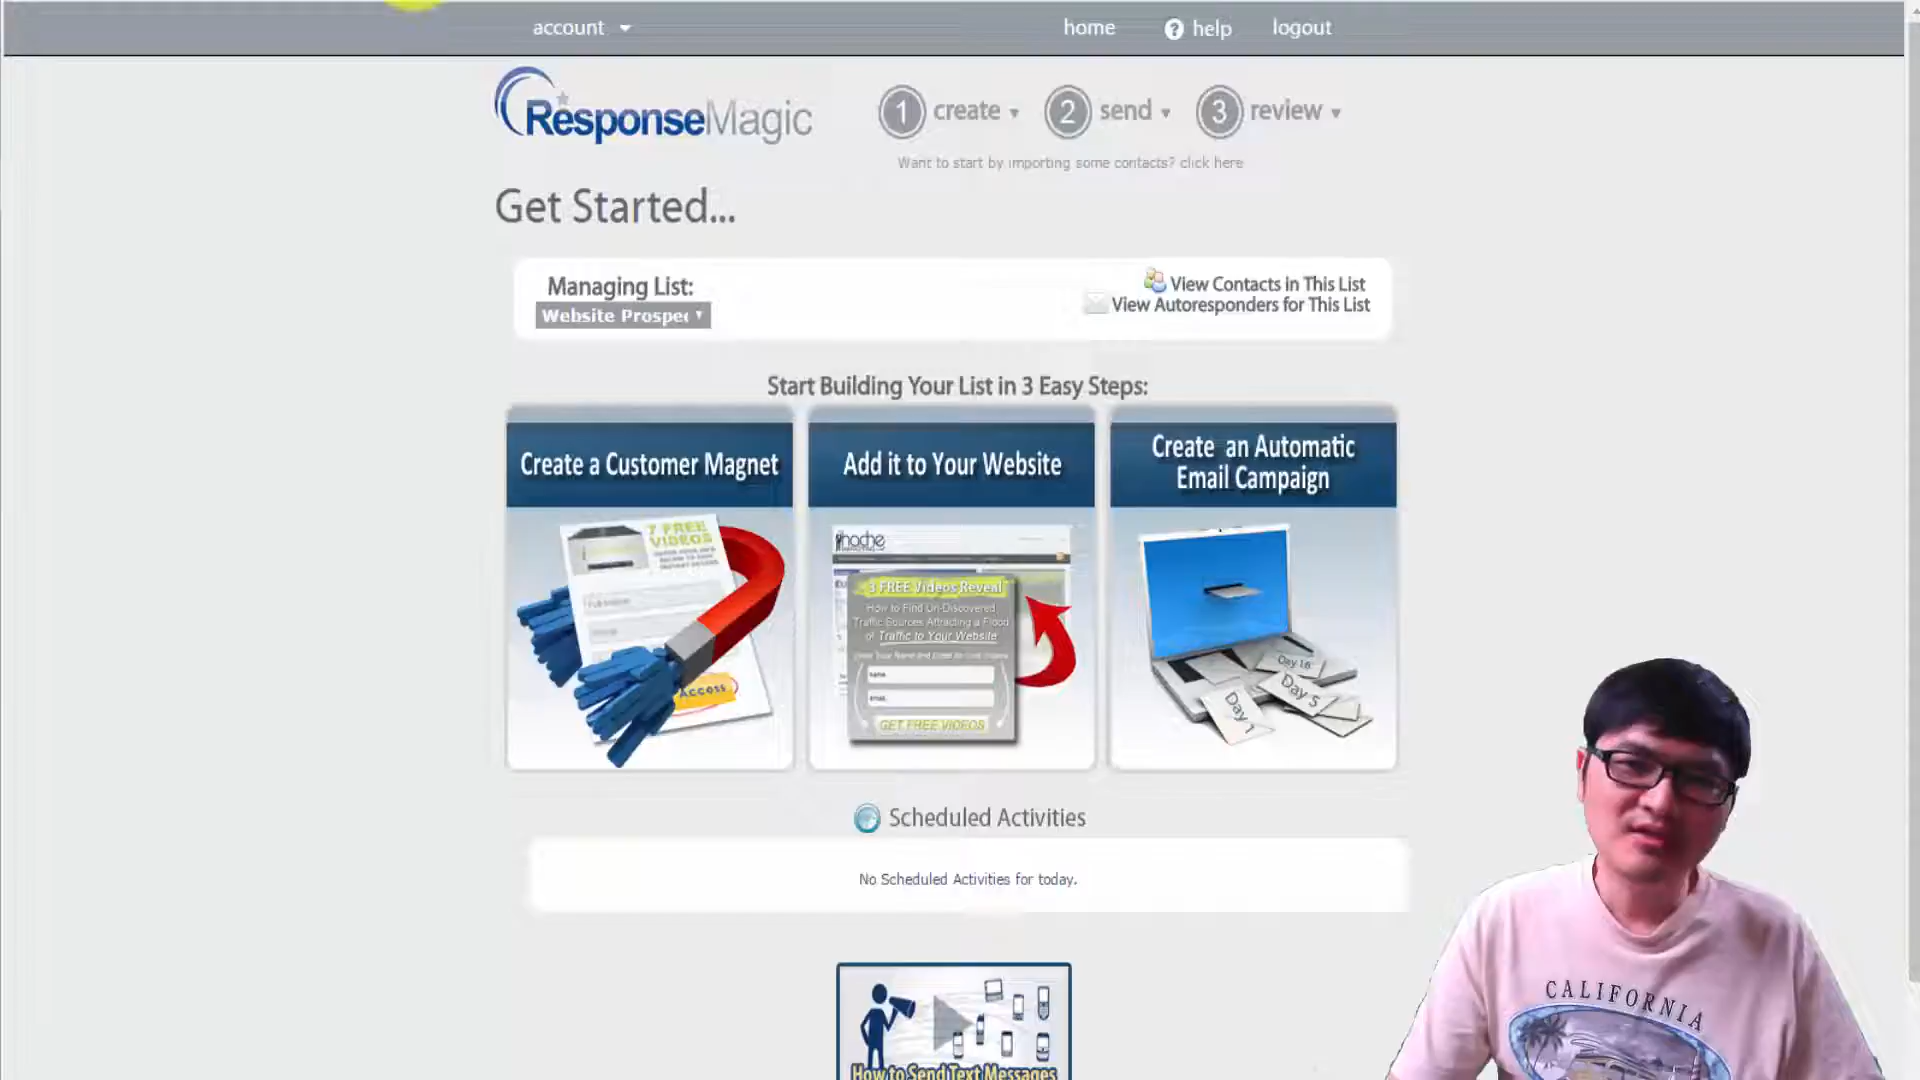 account
home
help
logout
ResponseMagic
1 create
2 send
3 review
Want to start by importing some contacts? click here
Get Started...
Managing List:
Website Prospec
View Contacts in This List
View Autoresponders for This List
Start Building Your List in 3 Easy Steps:
Create a Customer Magnet
Add it to Your Website
Create an Automatic
Email Campaign
7 FREE
VIDEOS
Access
3 FREE Videos Reveal
How to Find Un-Discovered
Traffic Sources Attracting a Flood
of Traffic to Your Website
name
email
GET FREE VIDEOS
Day 16
Day 5
Day 1
Scheduled Activities
No Scheduled Activities for today.
How to Send Text Messages
CALIFORNIA